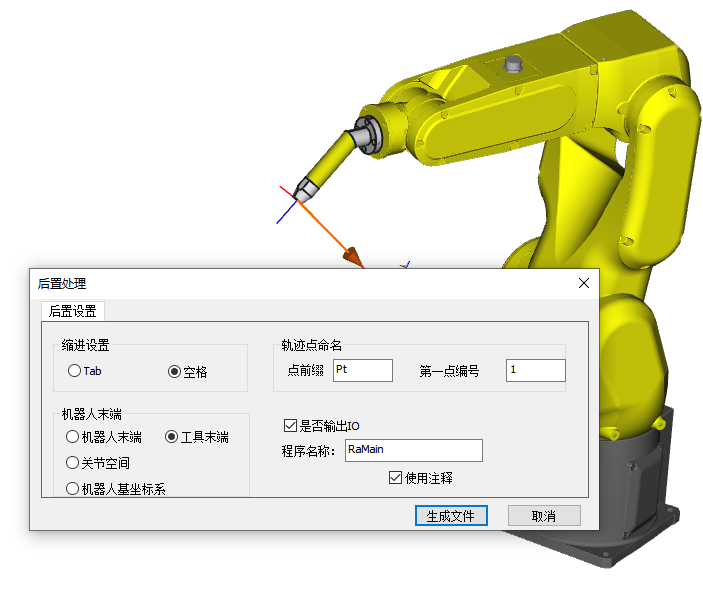 后置处理
后置设置
缩进设置
Tab
空格
轨迹点命名
点前缀
Pt
第一点编号
1
机器人末端
机器人末端
工具末端
关节空间
机器人基坐标系
是否输出IO
程序名称：
RaMain
使用注释
生成文件
取消